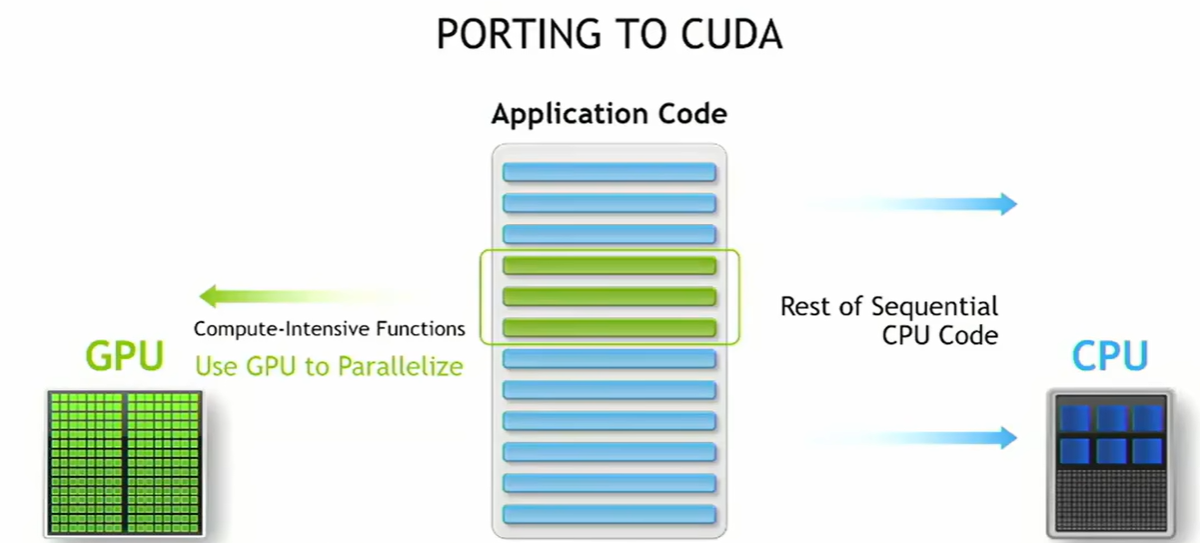 PORTING TO CUDA
Application Code
Compute-Intensive Functions
Use GPU to Parallelize
GPU
Rest of Sequential
CPU Code
CPU